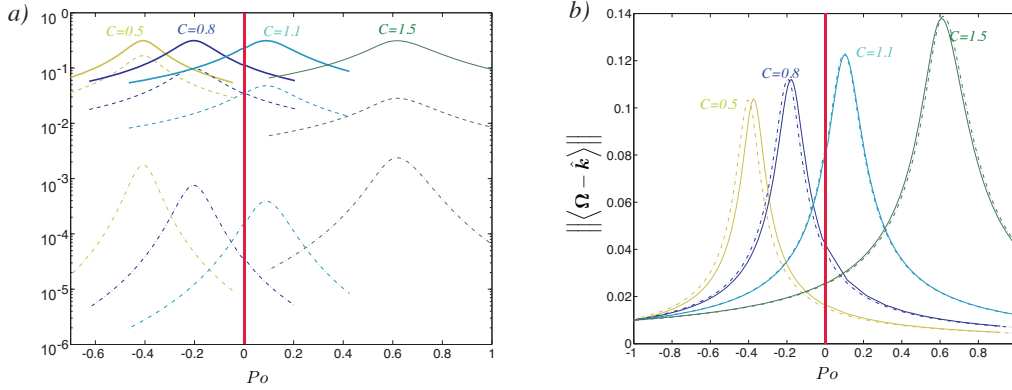 a)
C=0.5
C=0.8
C=1.1
C=1.5
10 0
10-1
10-2
10-3
10-4
10-5
10-6
-0.6 -0.4 -0.2 0 0.2 0.4 0.6 0.8 1
Po
b)
||⟨Ω − k̂⟩||
0.14
0.12
0.10
0.08
0.06
0.04
0.02
0
C=0.5
C=0.8
C=1.1
C=1.5
-1 -0.8 -0.6 -0.4 -0.2 0 0.2 0.4 0.6 0.8
Po